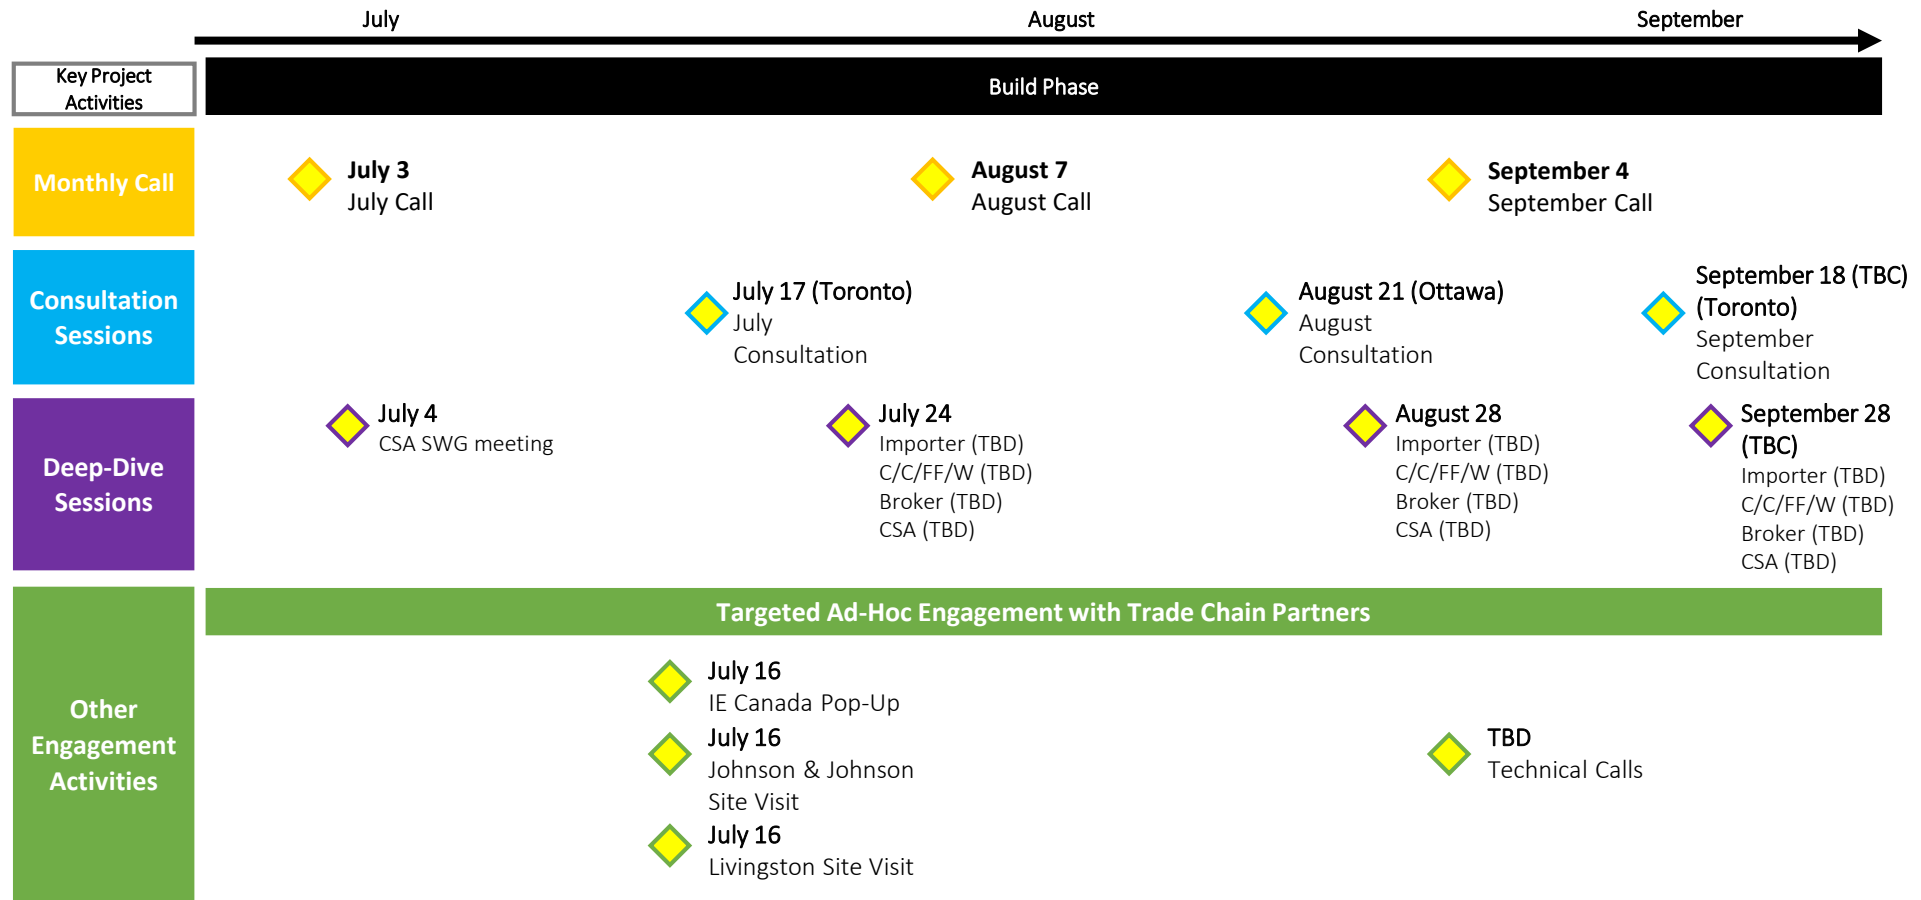 July
August
September
Key Project
Activities
Build Phase
Monthly Call
July 3
July Call
August 7
August Call
September 4
September Call
Consultation
Sessions
July 17 (Toronto)
July
Consultation
August 21 (Ottawa)
August
Consultation
September 18 (TBC)
(Toronto)
September
Consultation
Deep-Dive
Sessions
July 4
CSA SWG meeting
July 24
Importer (TBD)
C/C/FF/W (TBD)
Broker (TBD)
CSA (TBD)
August 28
Importer (TBD)
C/C/FF/W (TBD)
Broker (TBD)
CSA (TBD)
September 28
(TBC)
Importer (TBD)
C/C/FF/W (TBD)
Broker (TBD)
CSA (TBD)
Other
Engagement
Activities
Targeted Ad-Hoc Engagement with Trade Chain Partners
July 16
IE Canada Pop-Up
July 16
Johnson & Johnson
Site Visit
July 16
Livingston Site Visit
TBD
Technical Calls